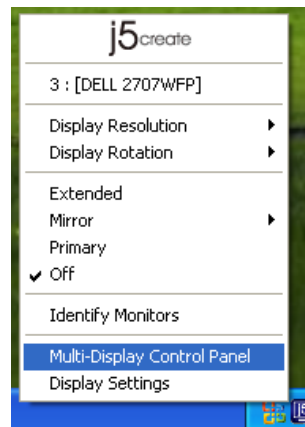 j5create
3 : [DELL 2707WFP]
Display Resolution
Display Rotation
Extended
Mirror
Primary
Off
Identify Monitors
Multi-Display Control Panel
Display Settings